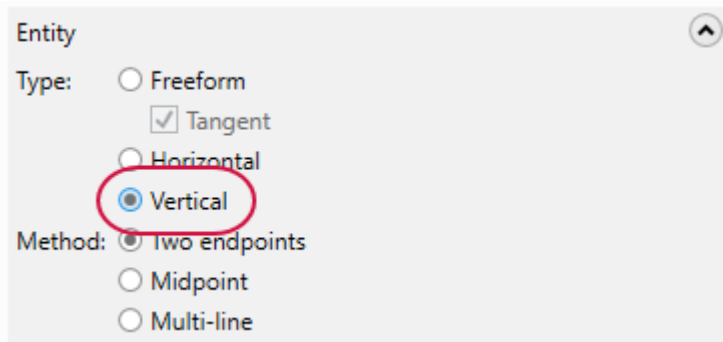 Entity
Type: Freeform
Tangent
Horizontal
Vertical
Method: Two endpoints
Midpoint
Multi-line